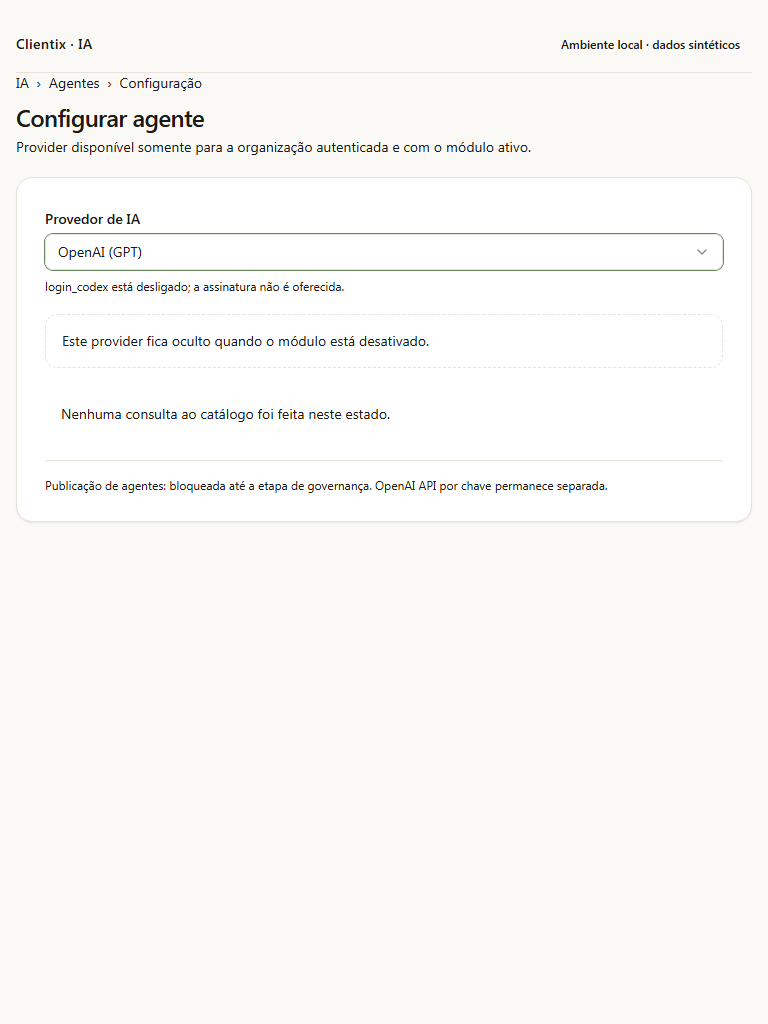 Clientix · IA
Ambiente local · dados sintéticos
IA › Agentes › Configuração
Configurar agente
Provider disponível somente para a organização autenticada e com o módulo ativo.
Provedor de IA
OpenAI (GPT)
login_codex está desligado; a assinatura não é oferecida.
Este provider fica oculto quando o módulo está desativado.
Nenhuma consulta ao catálogo foi feita neste estado.
Publicação de agentes: bloqueada até a etapa de governança. OpenAI API por chave permanece separada.